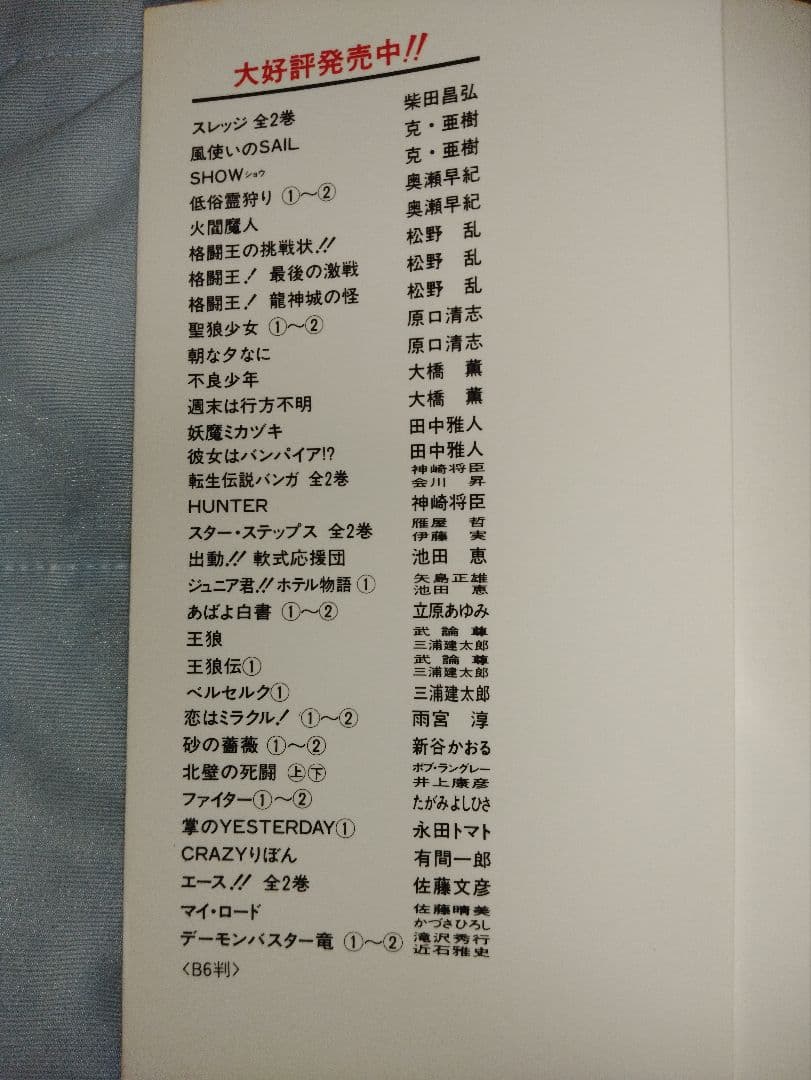 大好評発売中!!
スレッジ 全2巻 柴田昌弘
風使いのSAIL 克・亜樹
SHOWショウ 克・亜樹
低俗霊狩り ①〜② 奥瀬早紀
火閻魔人 奥瀬早紀
格闘王の挑戦状!! 松野 乱
格闘王! 最後の激戦 松野 乱
格闘王! 龍神城の怪 松野 乱
聖狼少女 ①〜② 原口清志
朝な夕なに 原口清志
不良少年 大橋 薫
週末は行方不明 大橋 薫
妖魔ミカヅキ 田中雅人
彼女はバンパイア!? 田中雅人
転生伝説バンガ 全2巻 神崎将臣 会川 昇
HUNTER 神崎将臣
スター・ステップス 全2巻 雁屋 哲 伊藤 実
出動!! 軟式応援団 池田 恵
ジュニア君!! ホテル物語 ① 矢島正雄 池田 恵
あばよ白書 ①〜② 立原あゆみ
王狼 武論尊 三浦建太郎
王狼伝① 武論尊 三浦建太郎
ベルセルク① 三浦建太郎
恋はミラクル! ①〜② 雨宮 淳
砂の薔薇 ①〜② 新谷かおる
北壁の死闘 ㊤㊦ ボブ・ラングレー 井上康彦
ファイター①〜② たがみよしひさ
掌のYESTERDAY① 永田トマト
CRAZYりぼん 有間一郎
エース!! 全2巻 佐藤文彦
マイ・ロード 佐藤晴美 かづさひろし
デーモンバスター竜 ①〜② 滝沢秀行 近石雅史
〈B6判〉